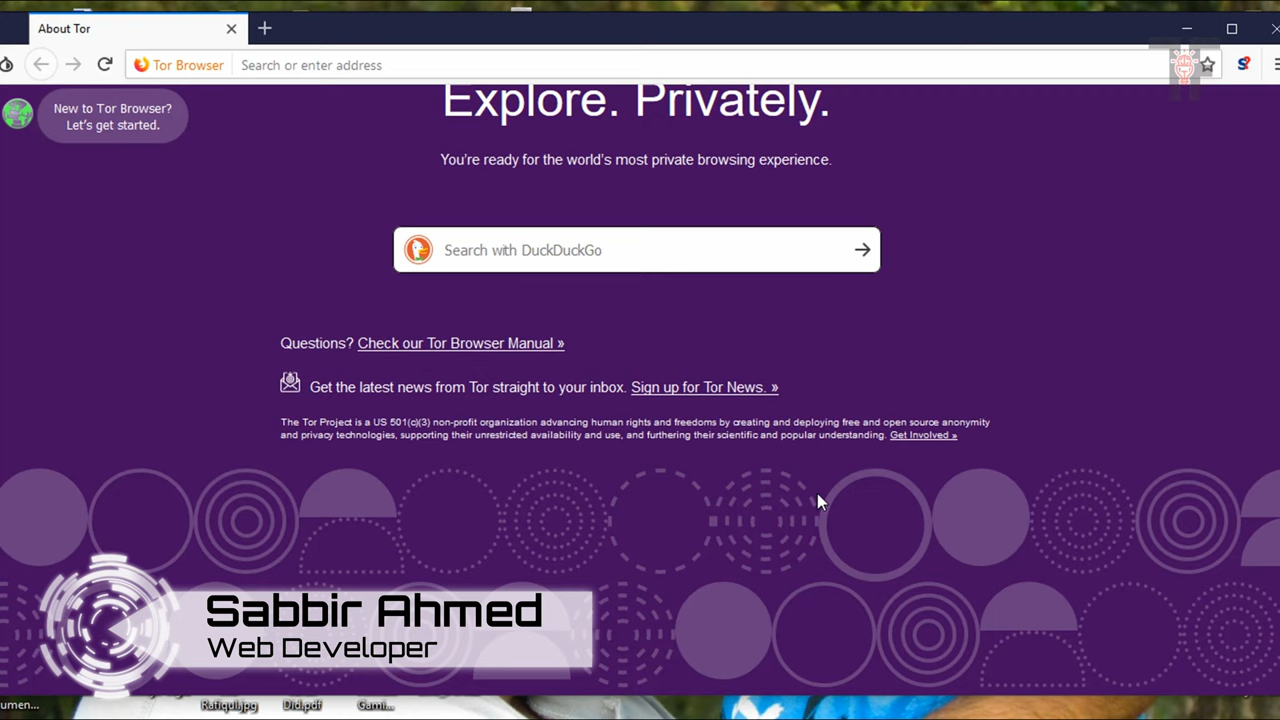 About Tor
Tor Browser
Search or enter address
New to Tor Browser?
Let's get started.
Explore. Privately.
You're ready for the world's most private browsing experience.
Search with DuckDuckGo
Questions? Check our Tor Browser Manual »
Get the latest news from Tor straight to your inbox. Sign up for Tor News. »
The Tor Project is a US 501(c)(3) non-profit organization advancing human rights and freedoms by creating and deploying free and open source anonymity
and privacy technologies, supporting their unrestricted availability and use, and furthering their scientific and popular understanding. Get Involved »
Sabbir Ahmed
Web Developer
umen... Rafiqul.jpg Did.pdf Gami...